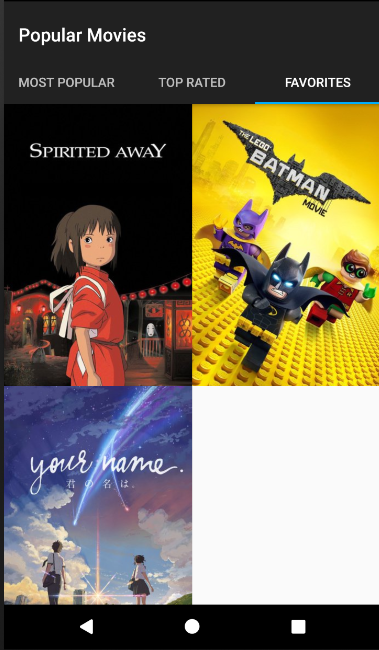 Popular Movies
MOST POPULAR TOP RATED FAVORITES
SPIRITED AWAY
THE LEGO
BATMAN
MOVIE
your name.
君の名は。